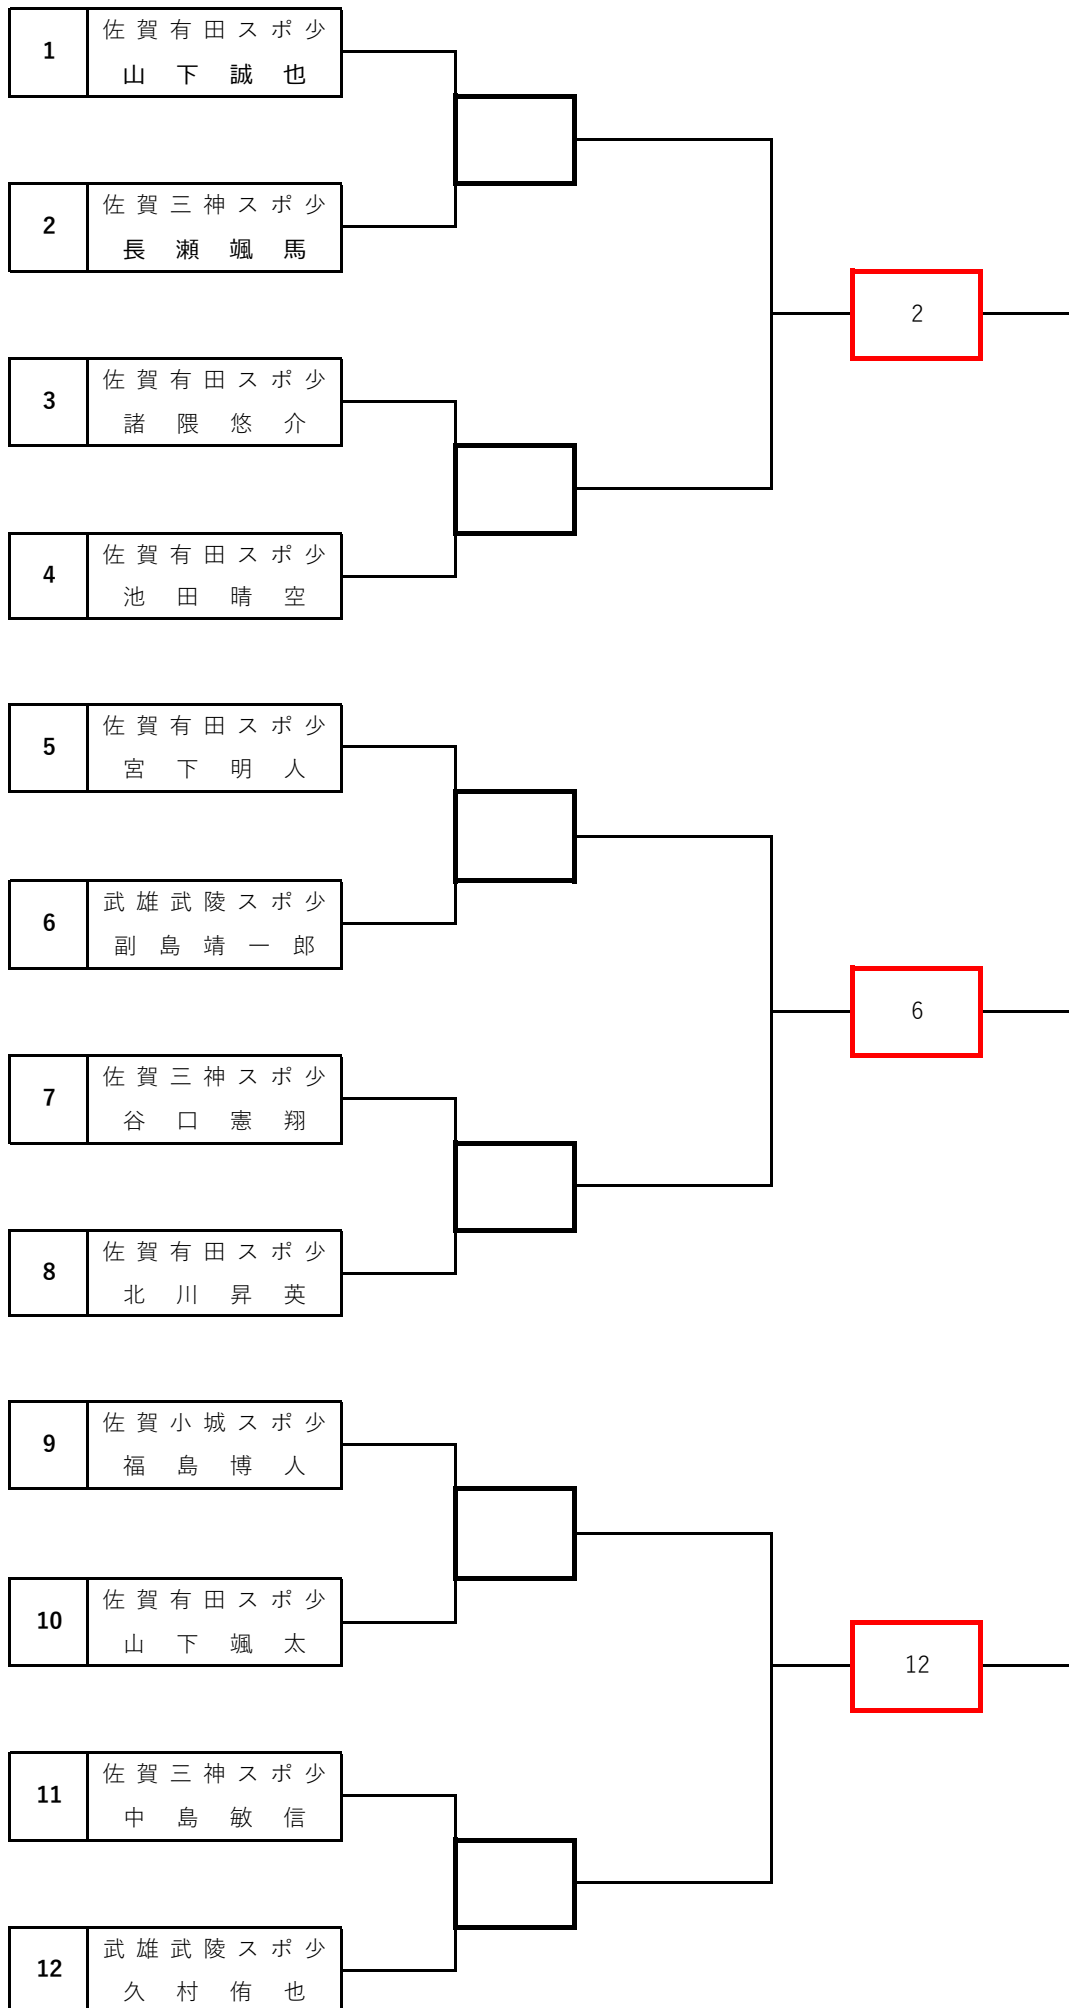 1
佐賀有田スポ少
山下誠也
2
佐賀三神スポ少
長瀬颯馬
2
3
佐賀有田スポ少
諸隈悠介
4
佐賀有田スポ少
池田晴空
5
佐賀有田スポ少
宮下明人
6
武雄武陵スポ少
副島靖一郎
6
7
佐賀三神スポ少
谷口憲翔
8
佐賀有田スポ少
北川昇英
9
佐賀小城スポ少
福島博人
10
佐賀有田スポ少
山下颯太
12
11
佐賀三神スポ少
中島敏信
12
武雄武陵スポ少
久村侑也